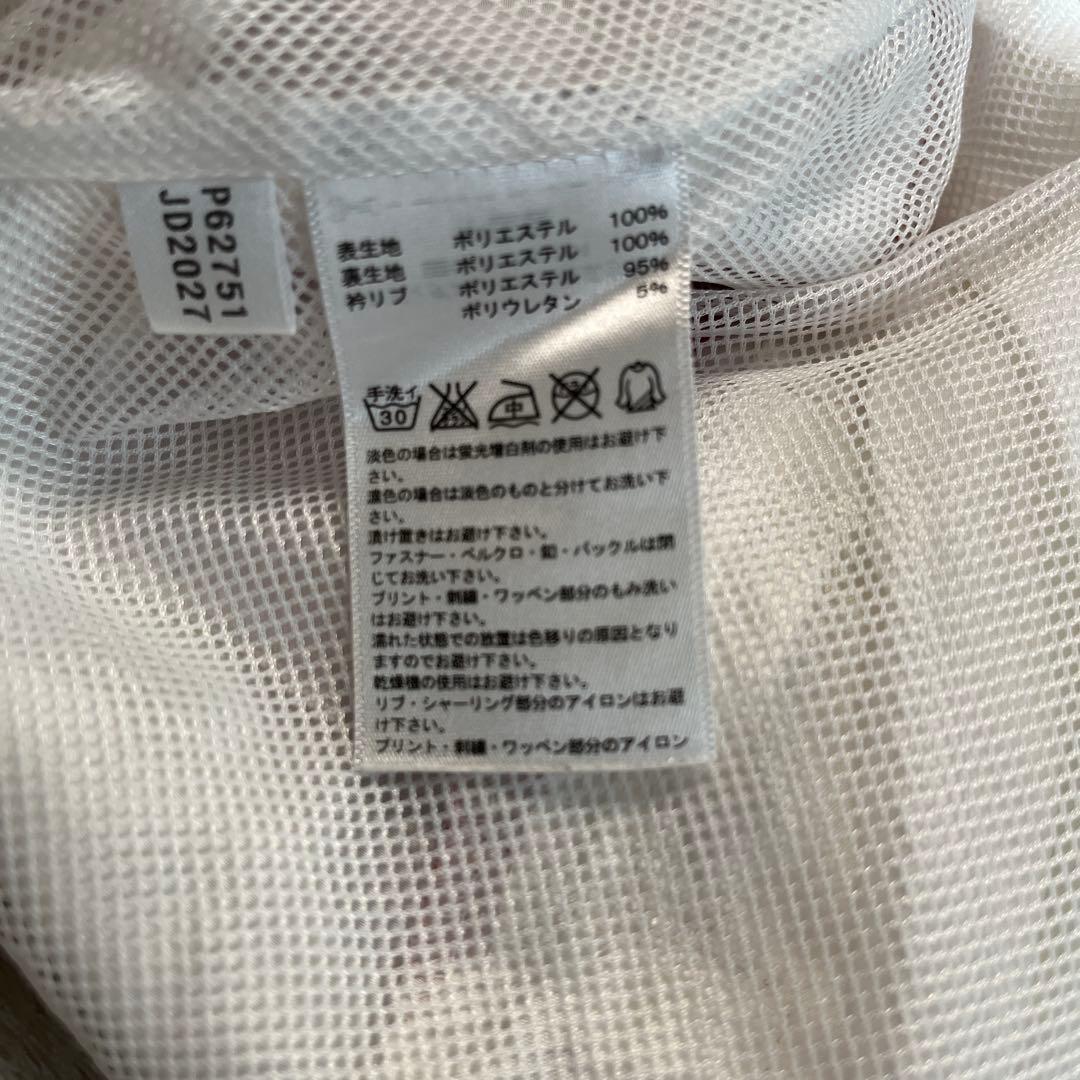 P62751
JD2027
表生地 ポリエステル 100%
裏生地 ポリエステル 100%
衿リブ ポリエステル 95%
ポリウレタン 5%
手洗イ
30
中
淡色の場合は蛍光増白剤の使用はお避け下
さい。
濃色の場合は淡色のものと分けてお洗い下
さい。
漬け置きはお避け下さい。
ファスナー・ベルクロ・釦・バックルは閉
じてお洗い下さい。
プリント・刺繍・ワッペン部分のもみ洗い
はお避け下さい。
濡れた状態での放置は色移りの原因となり
ますのでお避け下さい。
乾燥機の使用はお避け下さい。
リブ・シャーリング部分のアイロンはお避
け下さい。
プリント・刺繍・ワッペン部分のアイロン